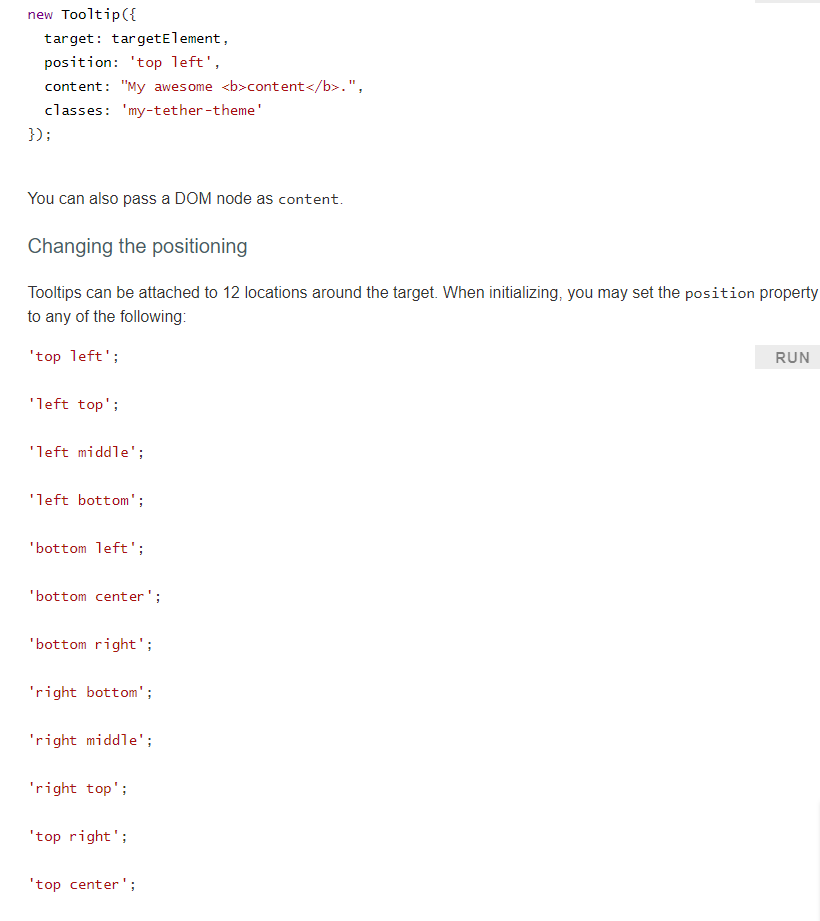 new Tooltip({
  target: targetElement,
  position: 'top left',
  content: "My awesome <b>content</b>.",
  classes: 'my-tether-theme'
});
You can also pass a DOM node as content.
Changing the positioning
Tooltips can be attached to 12 locations around the target. When initializing, you may set the position property
to any of the following:
'top left';
RUN
'left top';
'left middle';
'left bottom';
'bottom left';
'bottom center';
'bottom right';
'right bottom';
'right middle';
'right top';
'top right';
'top center';